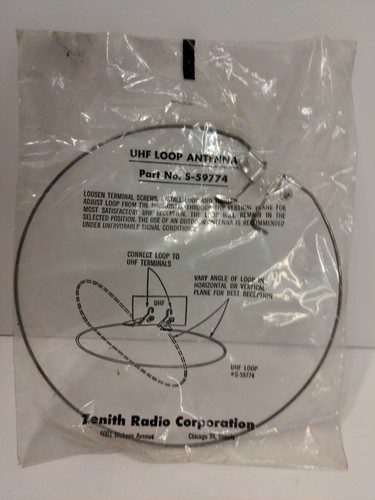 UHF LOOP ANTENNA
Part No. S-59774
LOOSEN TERMINAL SCREWS, INSTALL LOOP AND TIGHTEN
ADJUST LOOP FROM THE HORIZONTAL THROUGH THE VERTICAL PLANE FOR
MOST SATISFACTORY UHF RECEPTION. THE LOOP WILL REMAIN IN THE
SELECTED POSITION. THE USE OF AN OUTDOOR ANTENNA IS RECOMMENDED
UNDER UNFAVORABLE SIGNAL CONDITIONS.
CONNECT LOOP TO
UHF TERMINALS
VARY ANGLE OF LOOP IN
HORIZONTAL OR VERTICAL
PLANE FOR BEST RECEPTION
UHF
UHF LOOP
#S-59774
Zenith Radio Corporation
6001 Dickens Avenue Chicago 39, Illinois